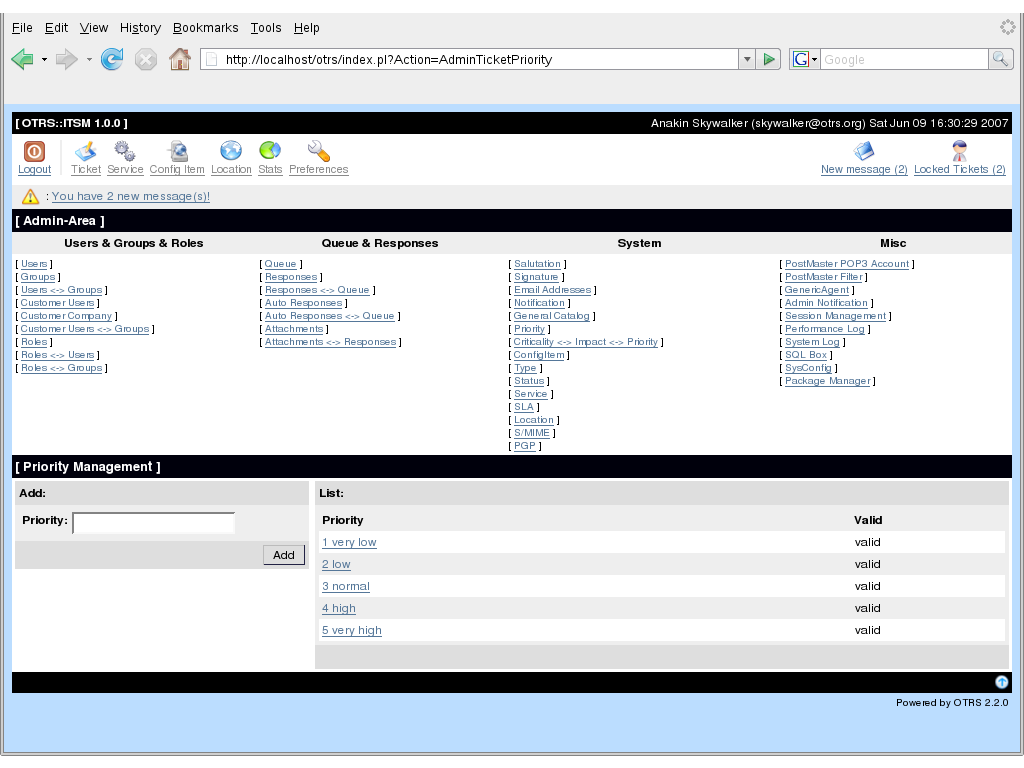 File Edit View History Bookmarks Tools Help
http://localhost/otrs/index.pl?Action=AdminTicketPriority
G Google
[ OTRS::ITSM 1.0.0 ] Anakin Skywalker (skywalker@otrs.org) Sat Jun 09 16:30:29 2007
Logout Ticket Service Config Item Location Stats Preferences New message (2) Locked Tickets (2)
: You have 2 new message(s)!
[ Admin-Area ]
Users & Groups & Roles
[ Users ]
[ Groups ]
[ Users <-> Groups ]
[ Customer Users ]
[ Customer Company ]
[ Customer Users <-> Groups ]
[ Roles ]
[ Roles <-> Users ]
[ Roles <-> Groups ]
Queue & Responses
[ Queue ]
[ Responses ]
[ Responses <-> Queue ]
[ Auto Responses ]
[ Auto Responses <-> Queue ]
[ Attachments ]
[ Attachments <-> Responses ]
System
[ Salutation ]
[ Signature ]
[ Email Addresses ]
[ Notification ]
[ General Catalog ]
[ Priority ]
[ Criticality <-> Impact <-> Priority ]
[ ConfigItem ]
[ Type ]
[ Status ]
[ Service ]
[ SLA ]
[ Location ]
[ S/MIME ]
[ PGP ]
Misc
[ PostMaster POP3 Account ]
[ PostMaster Filter ]
[ GenericAgent ]
[ Admin Notification ]
[ Session Management ]
[ Performance Log ]
[ System Log ]
[ SQL Box ]
[ SysConfig ]
[ Package Manager ]
[ Priority Management ]
Add:
Priority:
Add
List:
Priority Valid
1 very low valid
2 low valid
3 normal valid
4 high valid
5 very high valid
Powered by OTRS 2.2.0